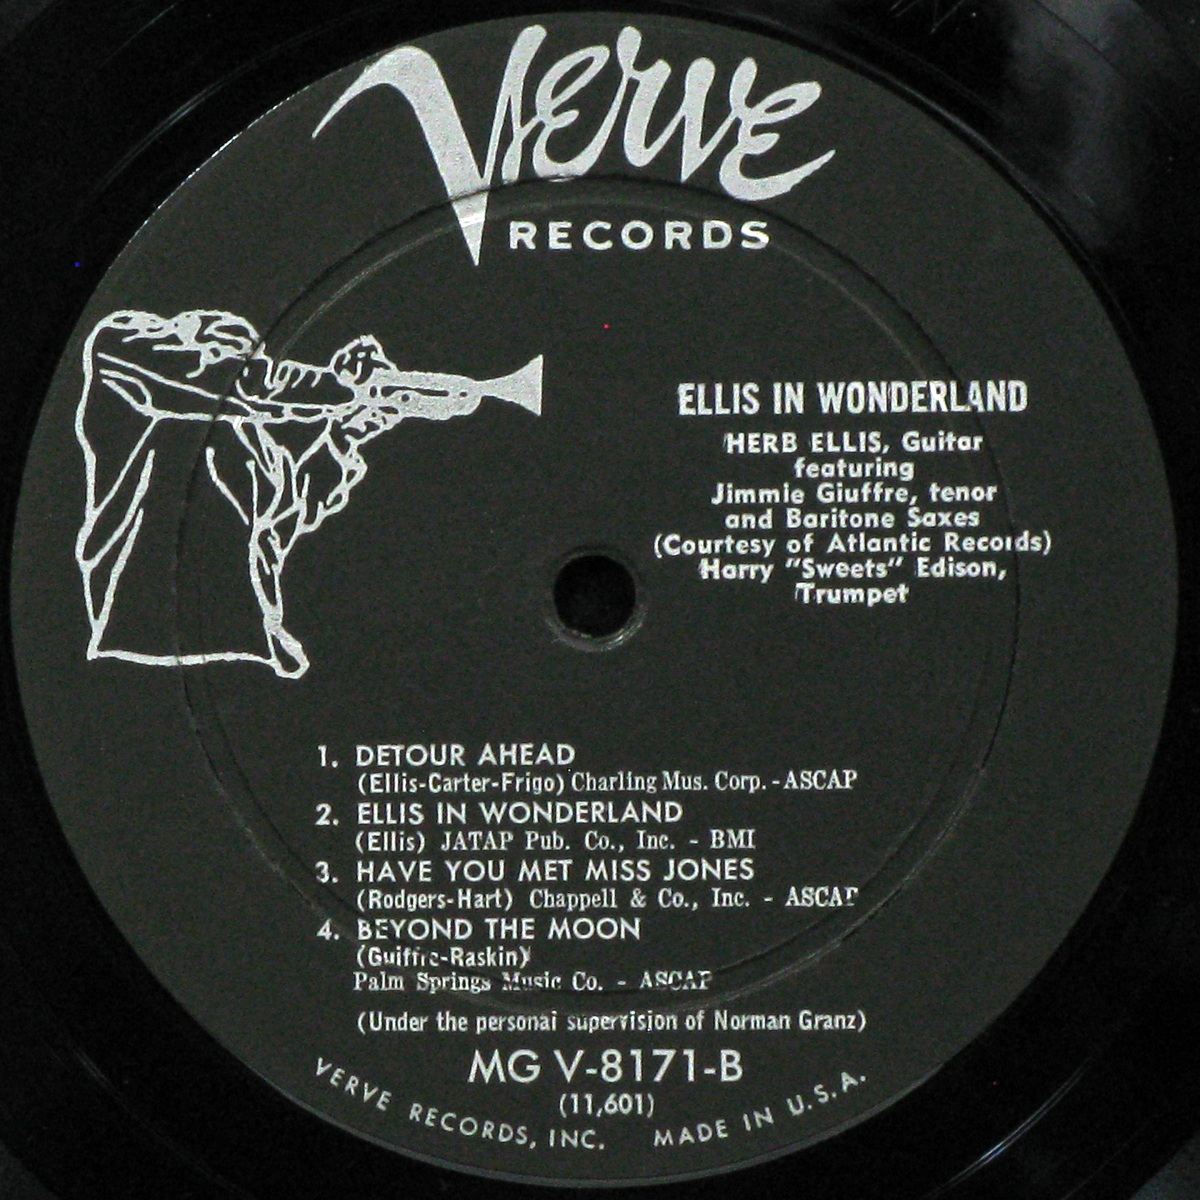 Verve
RECORDS
ELLIS IN WONDERLAND
HERB ELLIS, Guitar
featuring
Jimmie Giuffre, tenor
and Baritone Saxes
(Courtesy of Atlantic Records)
Harry "Sweets" Edison,
Trumpet
1. DETOUR AHEAD
(Ellis-Carter-Frigo) Charling Mus. Corp. - ASCAP
2. ELLIS IN WONDERLAND
(Ellis) JATAP Pub. Co., Inc. - BMI
3. HAVE YOU MET MISS JONES
(Rodgers-Hart) Chappell & Co., Inc. - ASCAP
4. BEYOND THE MOON
(Guiffre-Raskin)
Palm Springs Music Co. - ASCAP
(Under the personal supervision of Norman Granz)
MG V-8171-B
(11,601)
VERVE RECORDS, INC. MADE IN U.S.A.